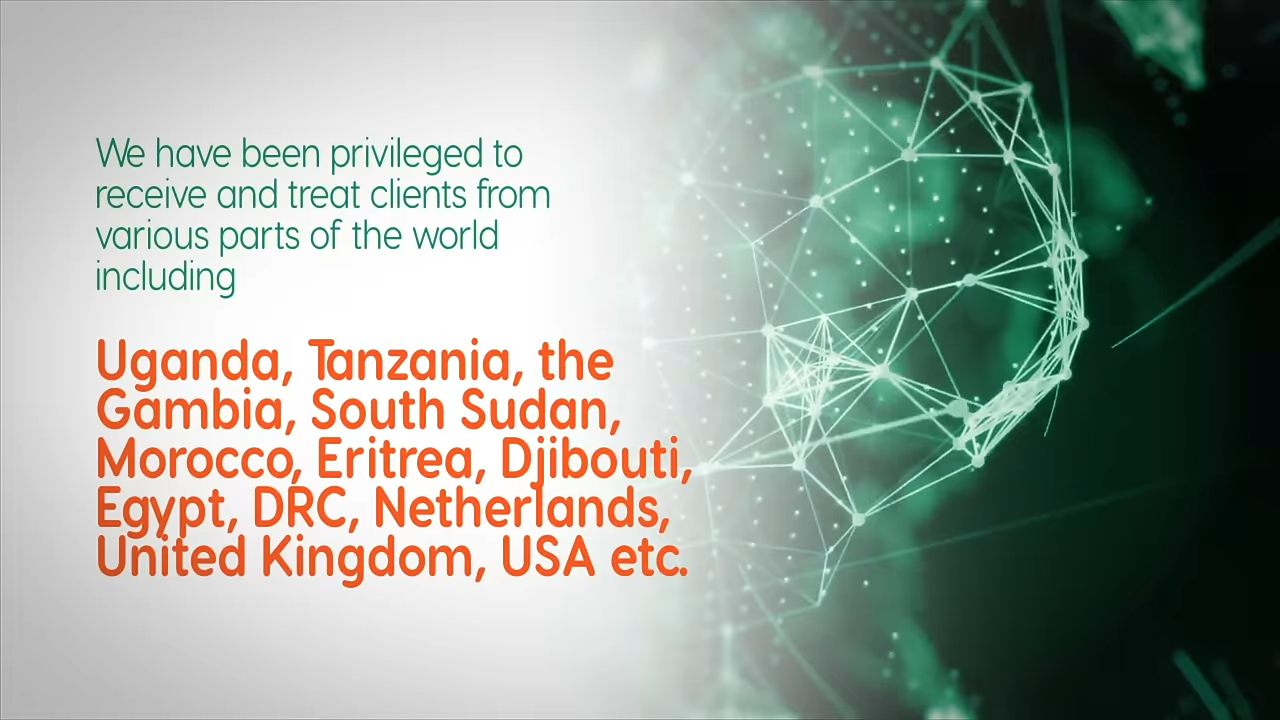 We have been privileged to
receive and treat clients from
various parts of the world
including
Uganda, Tanzania, the
Gambia, South Sudan,
Morocco, Eritrea, Djibouti,
Egypt, DRC, Netherlands,
United Kingdom, USA etc.